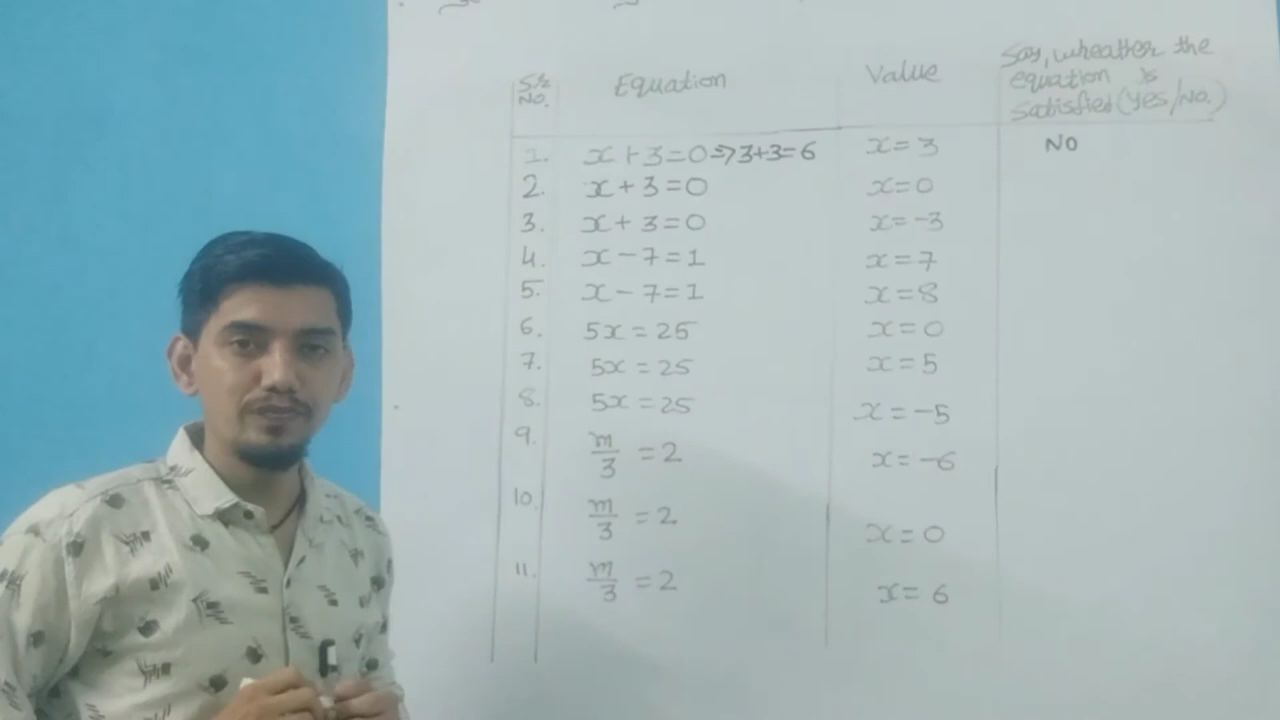 Say, wheather the
Sr. No. Equation Value equation is
satisfied (Yes/No.)
1. x+3=0⇒3+3=6 x=3 NO
2. x+3=0 x=0
3. x+3=0 x=-3
4. x-7=1 x=7
5. x-7=1 x=8
6. 5x=25 x=0
7. 5x=25 x=5
8. 5x=25 x=-5
9. m/3 =2 x=-6
10. m/3 =2 x=0
11. m/3 =2 x=6